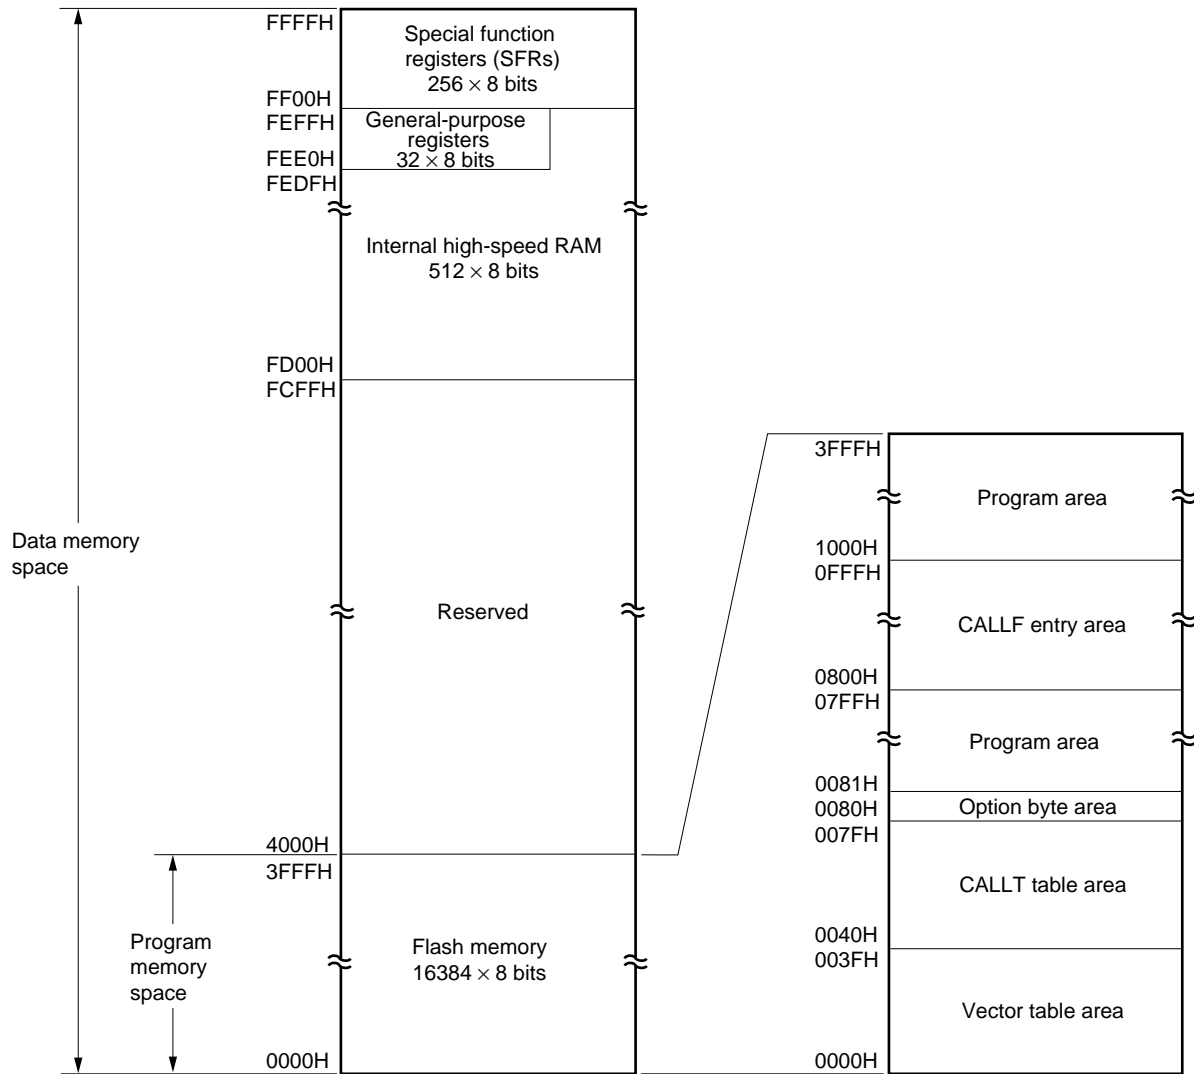 FFFFH
Special function
registers (SFRs)
256 × 8 bits
FF00H
FEFFH
General-purpose
registers
32 × 8 bits
FEE0H
FEDFH
Internal high-speed RAM
512 × 8 bits
FD00H
FCFFH
Data memory
space
Reserved
4000H
3FFFH
Program
memory
space
Flash memory
16384 × 8 bits
0000H
3FFFH
Program area
1000H
0FFFH
CALLF entry area
0800H
07FFH
Program area
0081H
0080H
Option byte area
007FH
CALLT table area
0040H
003FH
Vector table area
0000H